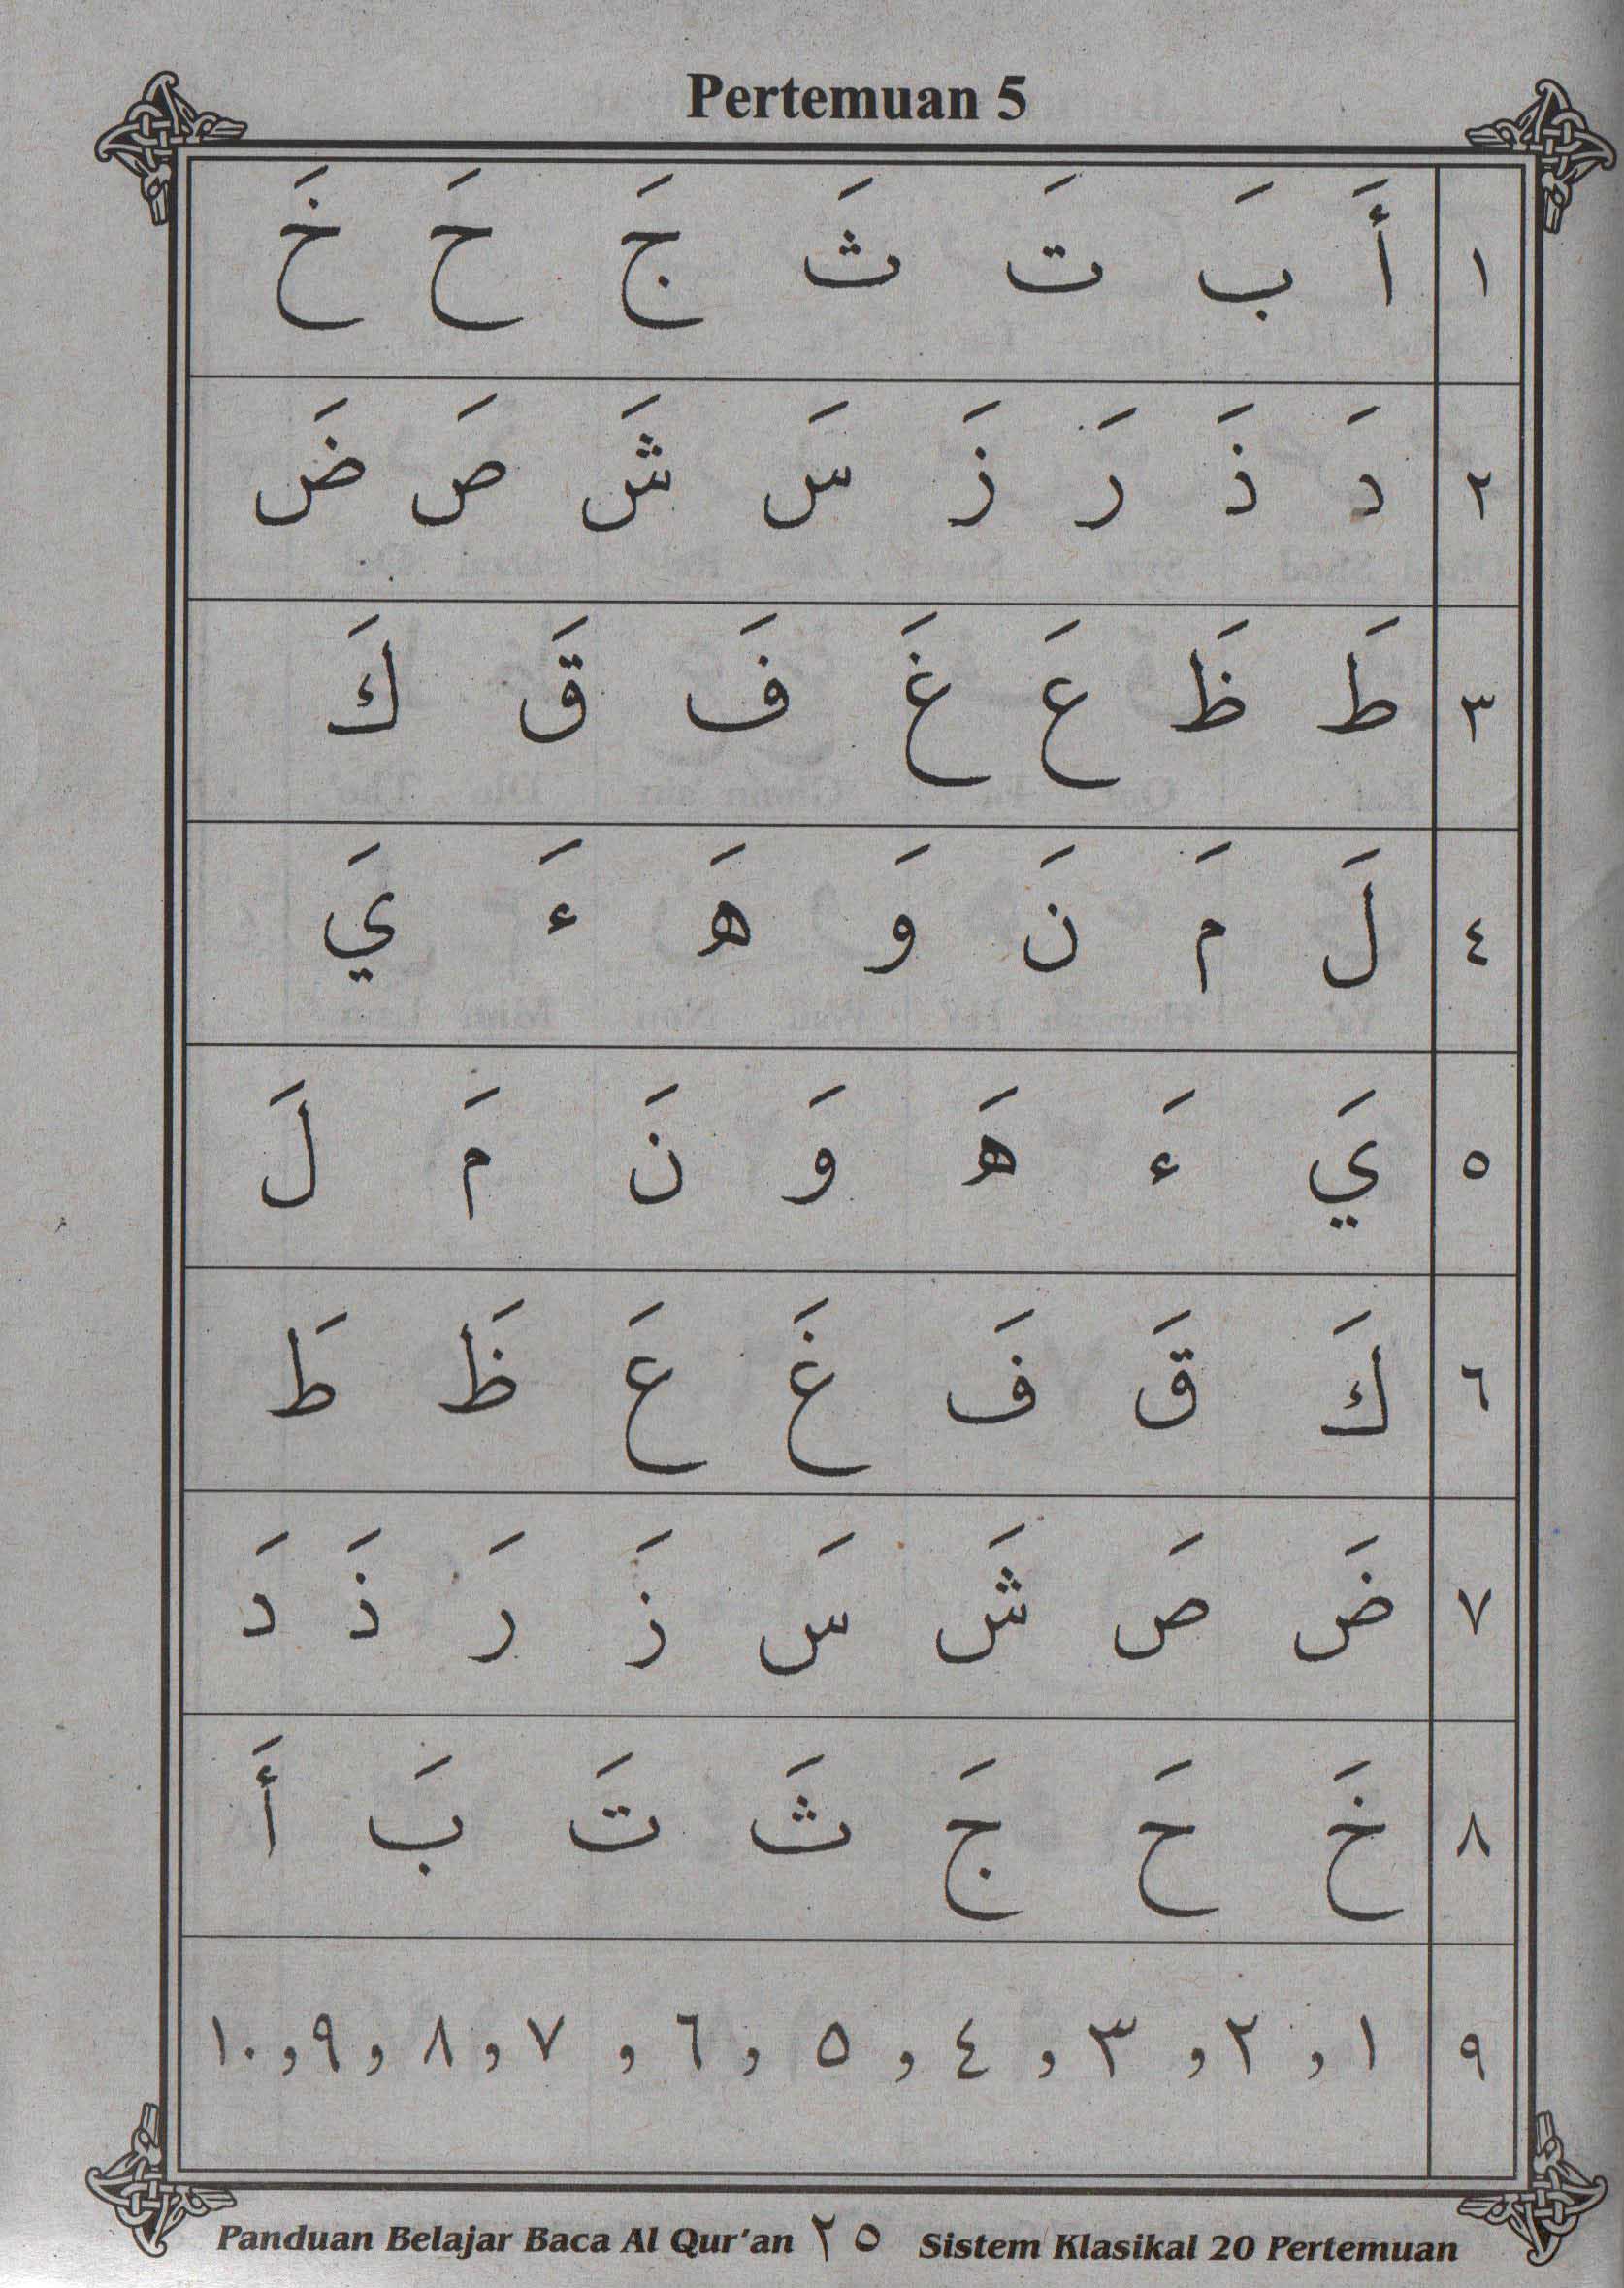 Pertemuan 5
١ أَ بَ تَ ثَ جَ حَ خَ
٢ دَ ذَ رَ زَ سَ شَ صَ ضَ
٣ طَ ظَ عَ غَ فَ قَ كَ
٤ لَ مَ نَ وَ هَ ءَ يَ
٥ يَ ءَ هَ وَ نَ مَ لَ
٦ كَ قَ فَ غَ عَ ظَ طَ
٧ ضَ صَ شَ سَ زَ رَ ذَ دَ
٨ خَ حَ جَ ثَ تَ بَ أَ
٩ ١ , ٢ , ٣ , ٤ , ٥ , ٦ , ٧ , ٨ , ٩ , ١٠
Panduan Belajar Baca Al Qur'an ٢٥ Sistem Klasikal 20 Pertemuan